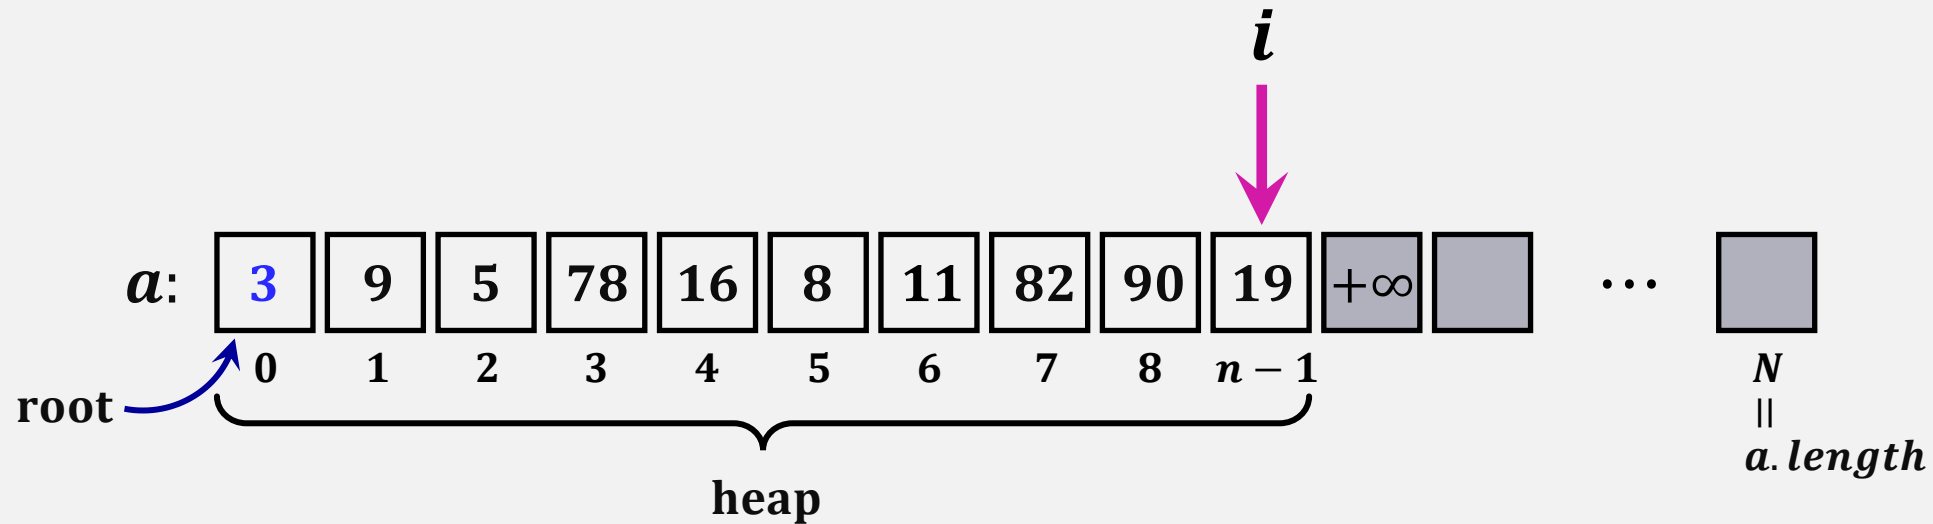 i
a: 3 9 5 78 16 8 11 82 90 19 +∞ ...
0 1 2 3 4 5 6 7 8 n − 1 N
root
||
a.length
heap